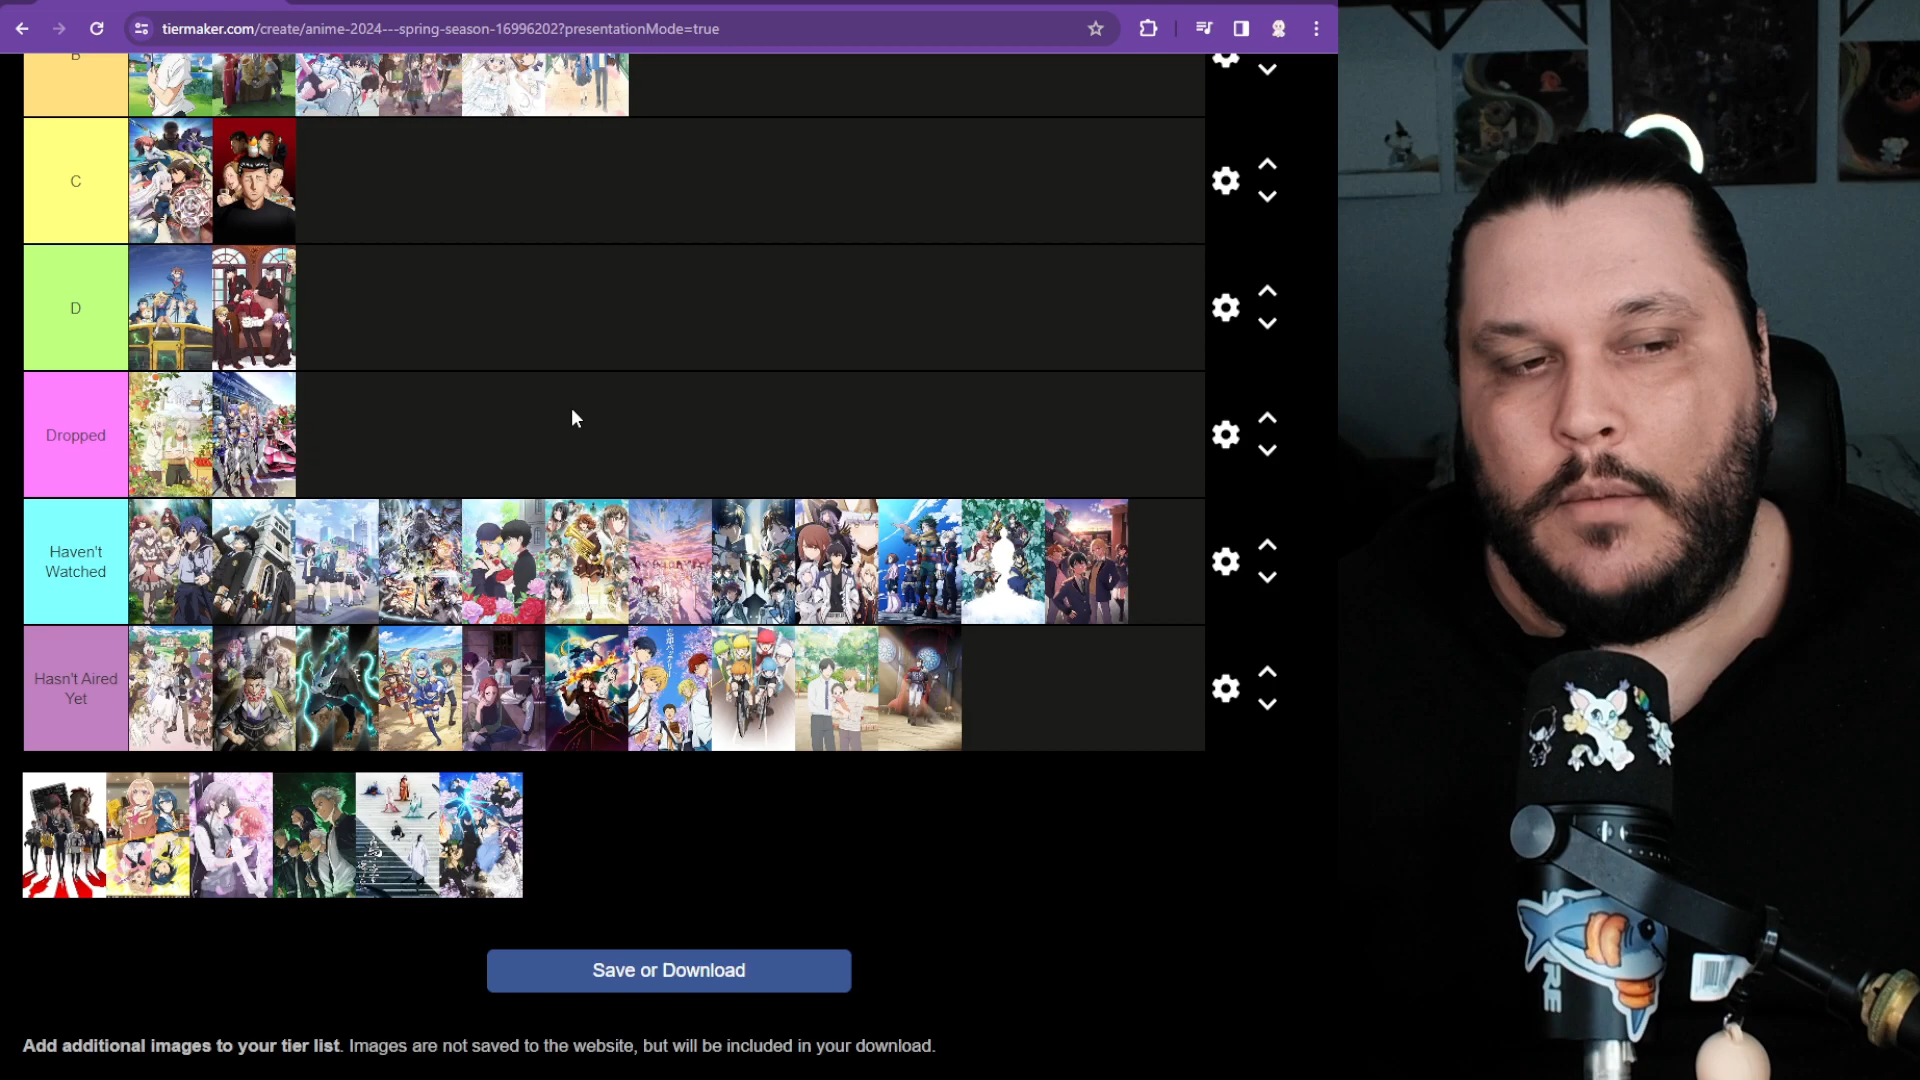 tiermaker.com/create/anime-2024---spring-season-16996202?presentationMode=true
B
C
D
Dropped
Haven't
Watched
Hasn't Aired
Yet
Save or Download
Add additional images to your tier list. Images are not saved to the website, but will be included in your download.